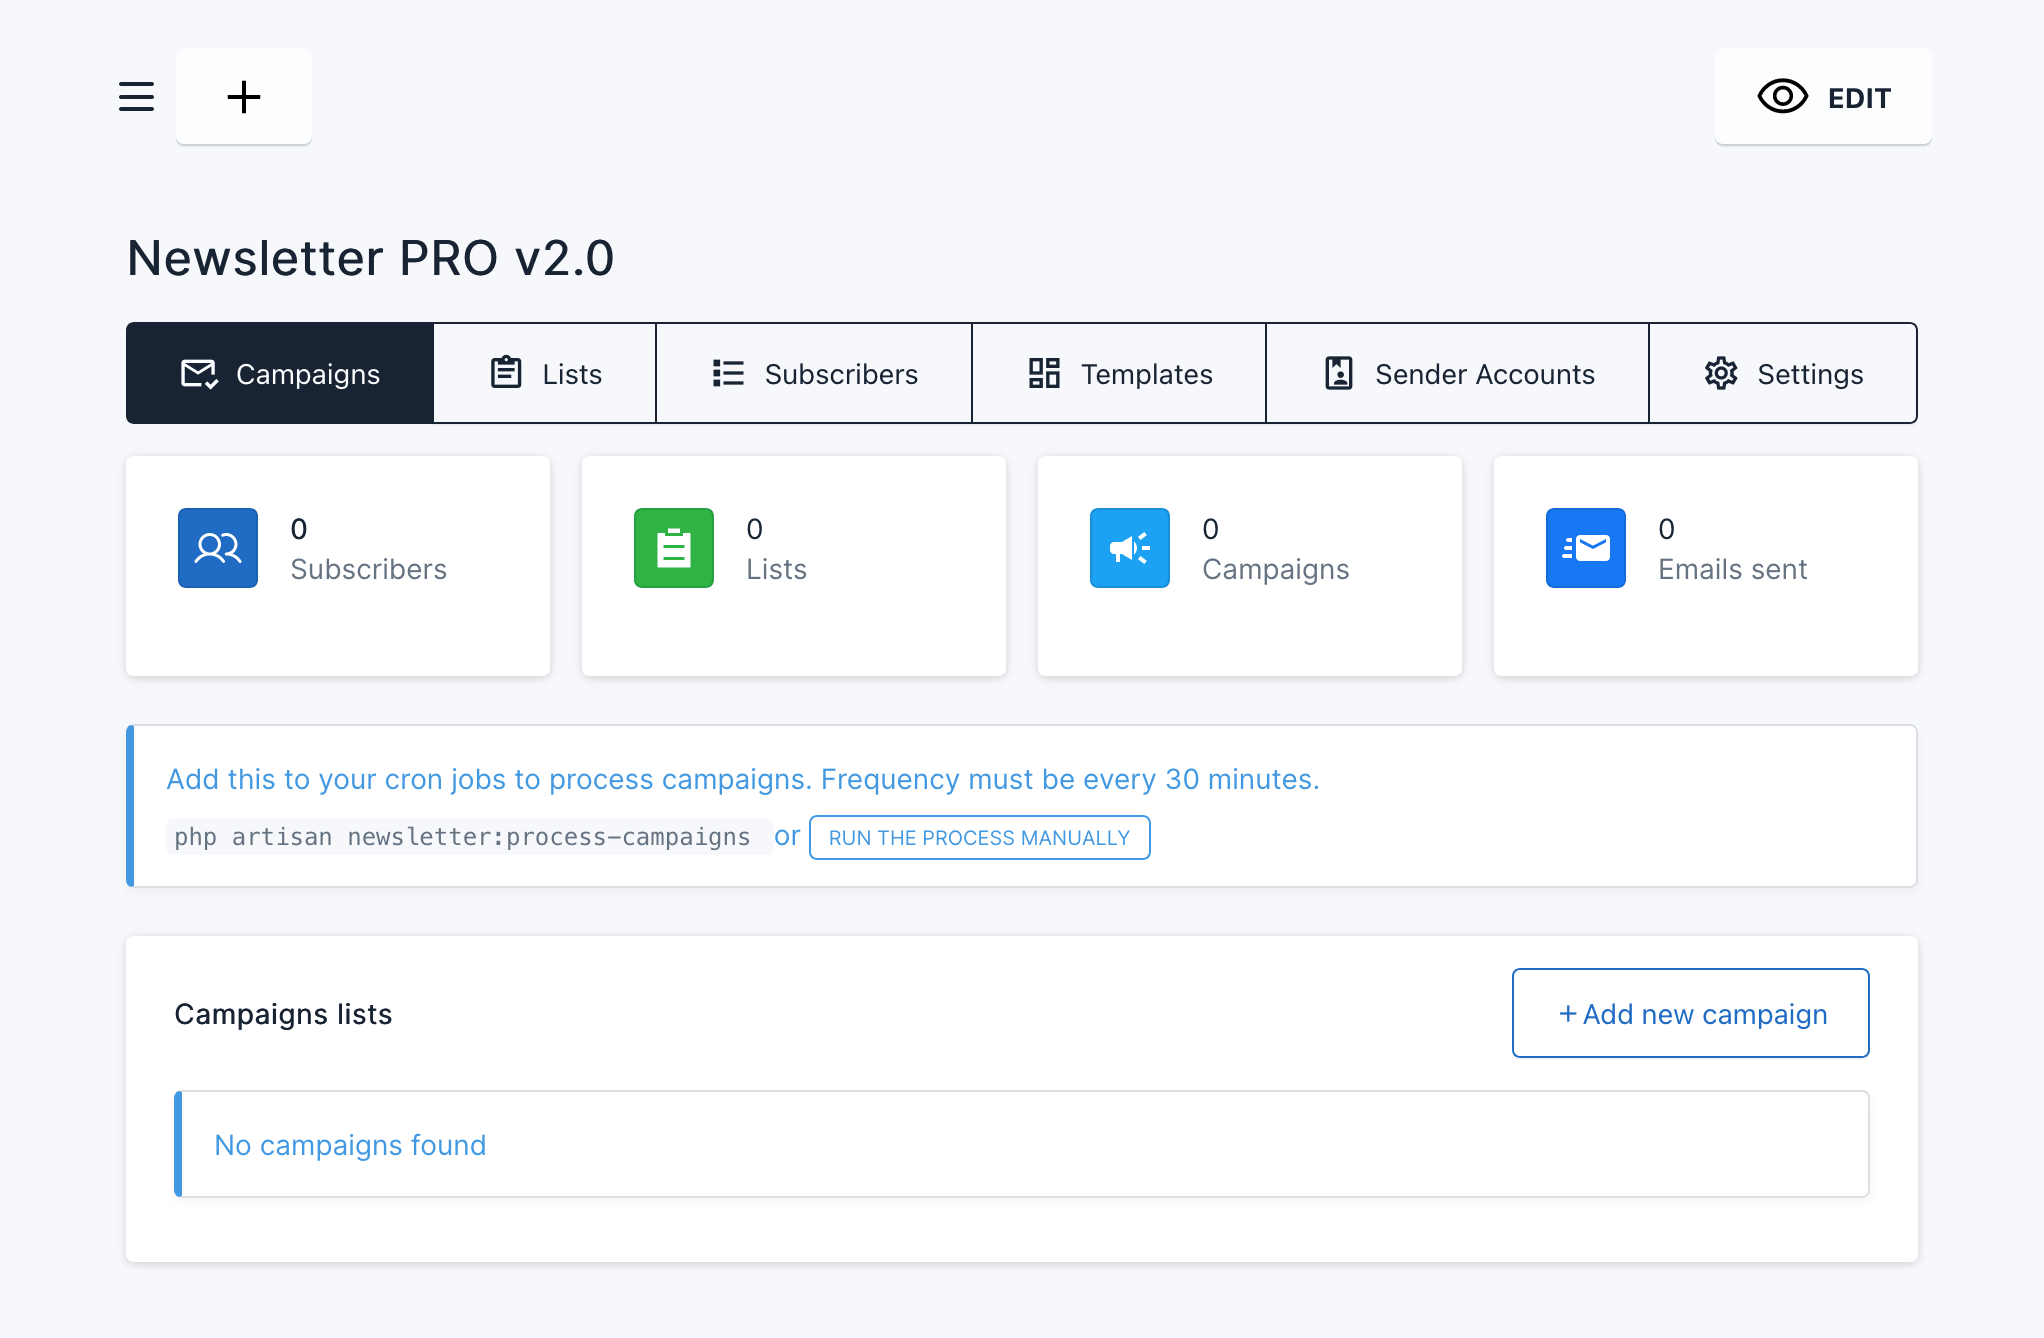 EDIT
Newsletter PRO v2.0
Campaigns
Lists
Subscribers
Templates
Sender Accounts
Settings
0
Subscribers
0
Lists
0
Campaigns
0
Emails sent
Add this to your cron jobs to process campaigns. Frequency must be every 30 minutes.
php artisan newsletter:process-campaigns or RUN THE PROCESS MANUALLY
Campaigns lists
+ Add new campaign
No campaigns found